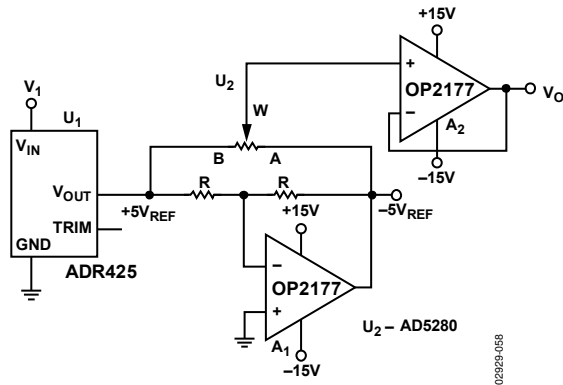 +15V
V1
U2
+
OP2177
VO
U1
W
−
A2
VIN
B
A
−15V
VOUT
R
R
+5VREF
+15V
−5VREF
TRIM
GND
−
OP2177
ADR425
+
U2 – AD5280
A1
−15V
02929-058